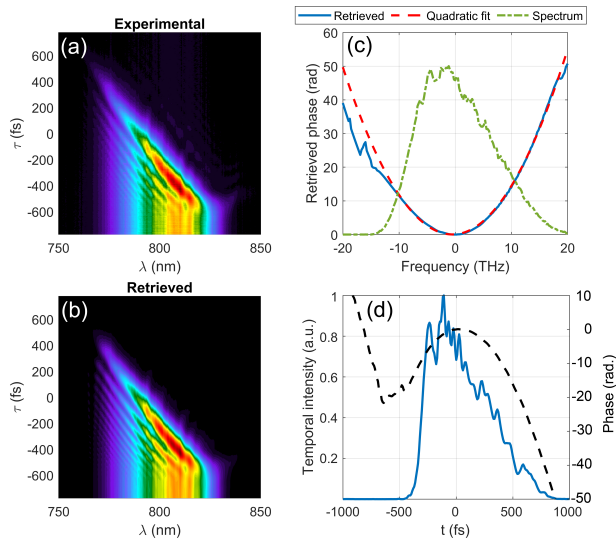 Experimental
(a)
600
400
200
0
-200
-400
-600
τ (fs)
750
800
850
λ (nm)
Retrieved
Quadratic fit
Spectrum
(c)
60
50
40
30
20
10
0
Retrieved phase (rad)
-20
-10
0
10
20
Frequency (THz)
Retrieved
(b)
600
400
200
0
-200
-400
-600
τ (fs)
750
800
850
λ (nm)
(d)
1
0.8
0.6
0.4
0.2
Temporal intensity (a.u.)
10
0
-10
-20
-30
-40
-50
Phase (rad.)
-1000
-500
0
500
1000
t (fs)